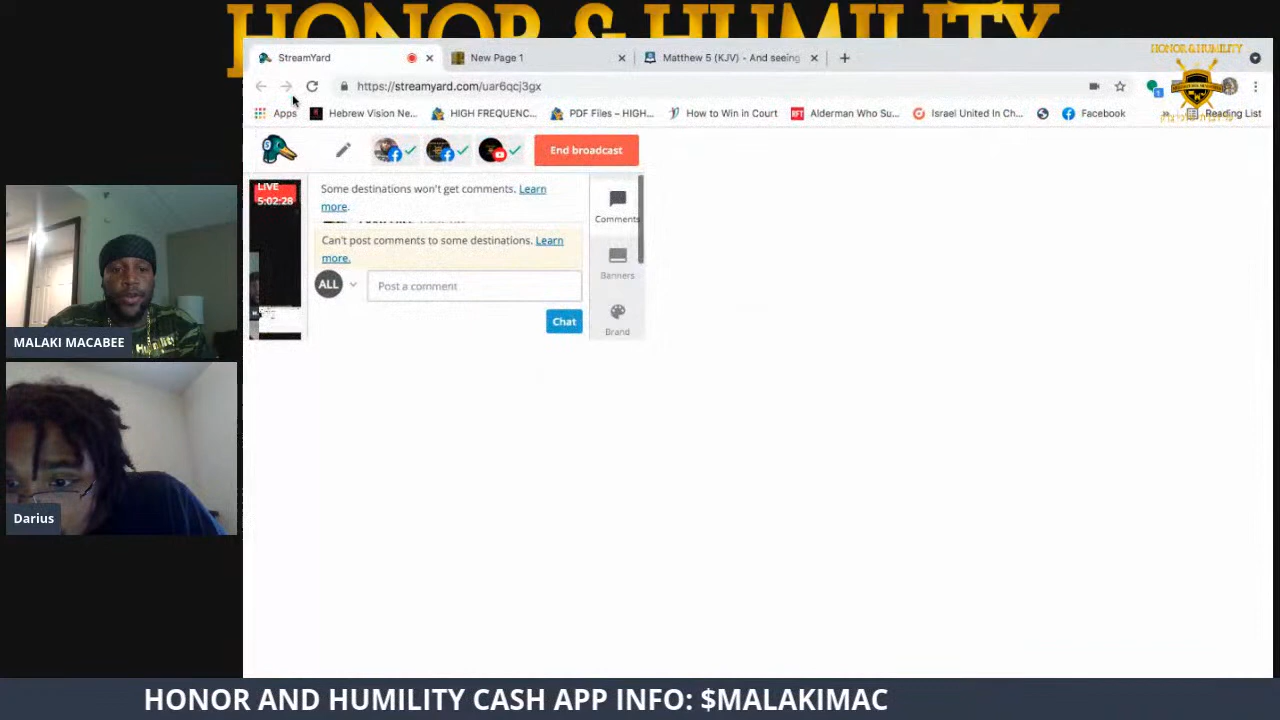 HONOR & HUMILITY
StreamYard
New Page 1
Matthew 5 (KJV) - And seeing
HONOR & HUMILITY
https://streamyard.com/uar6qcj3gx
Apps
Hebrew Vision Ne...
HIGH FREQUENC...
PDF Files – HIGH...
How to Win in Court
Alderman Who Su...
Israel United In Ch...
Facebook
»
Reading List
End broadcast
LIVE
5:02:28
Some destinations won't get comments. Learn
more.
Comments
Can't post comments to some destinations. Learn
more.
Banners
ALL
Post a comment
Chat
Brand
MALAKI MACABEE
Darius
HONOR AND HUMILITY CASH APP INFO: $MALAKIMAC